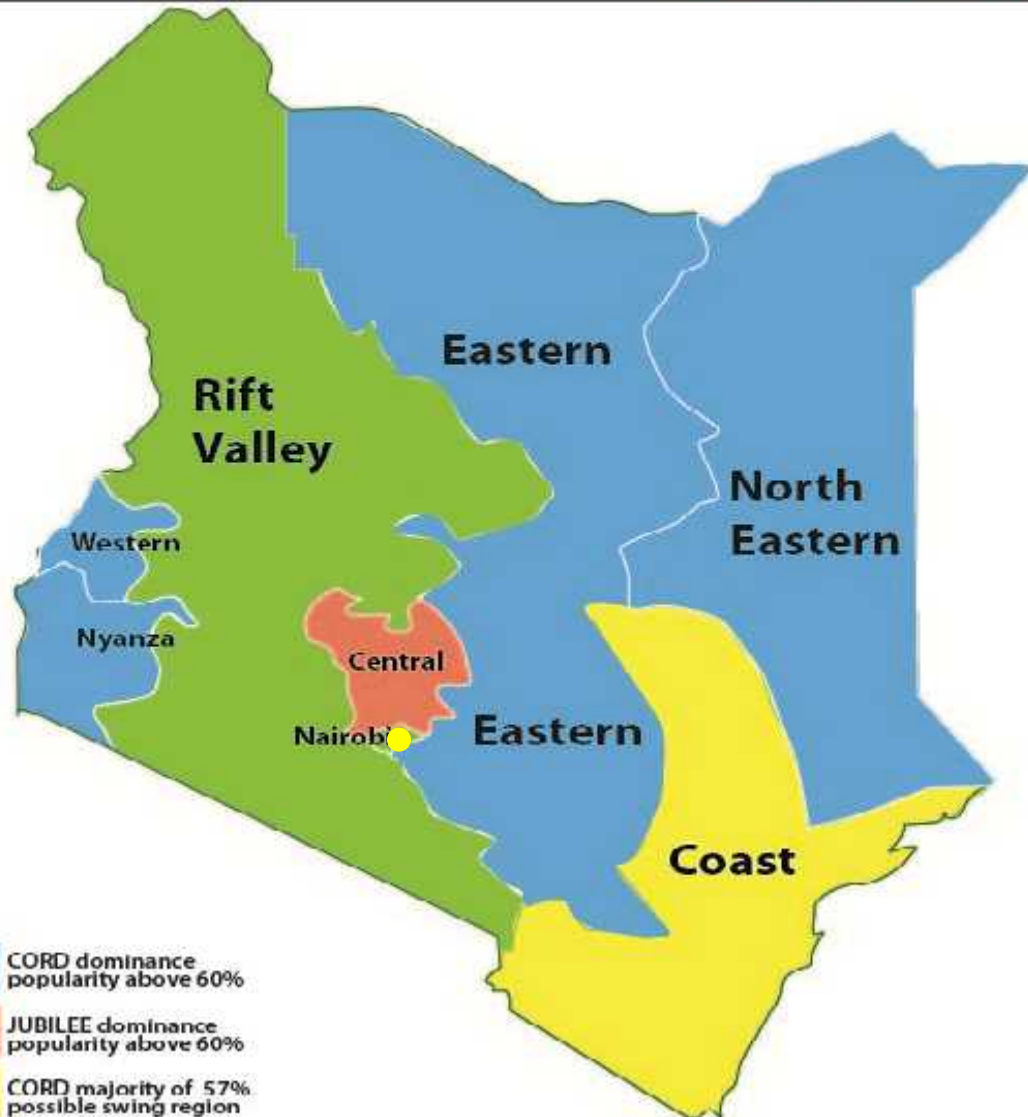 Eastern
Rift
Valley
North
Eastern
Western
Nyanza
Central
Nairobi
Eastern
Coast
CORD dominance
popularity above 60%
JUBILEE dominance
popularity above 60%
CORD majority of 57%
possible swing region